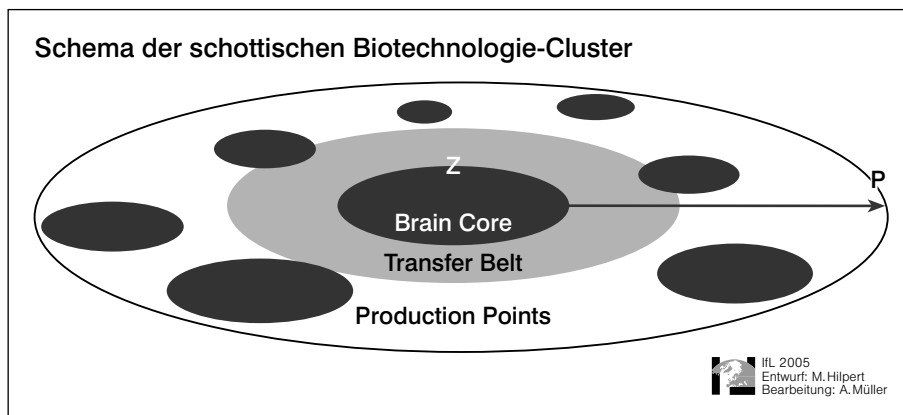 Schema der schottischen Biotechnologie-Cluster
Z
P
Brain Core
Transfer Belt
Production Points
IfL 2005
Entwurf: M. Hilpert
Bearbeitung: A. Müller